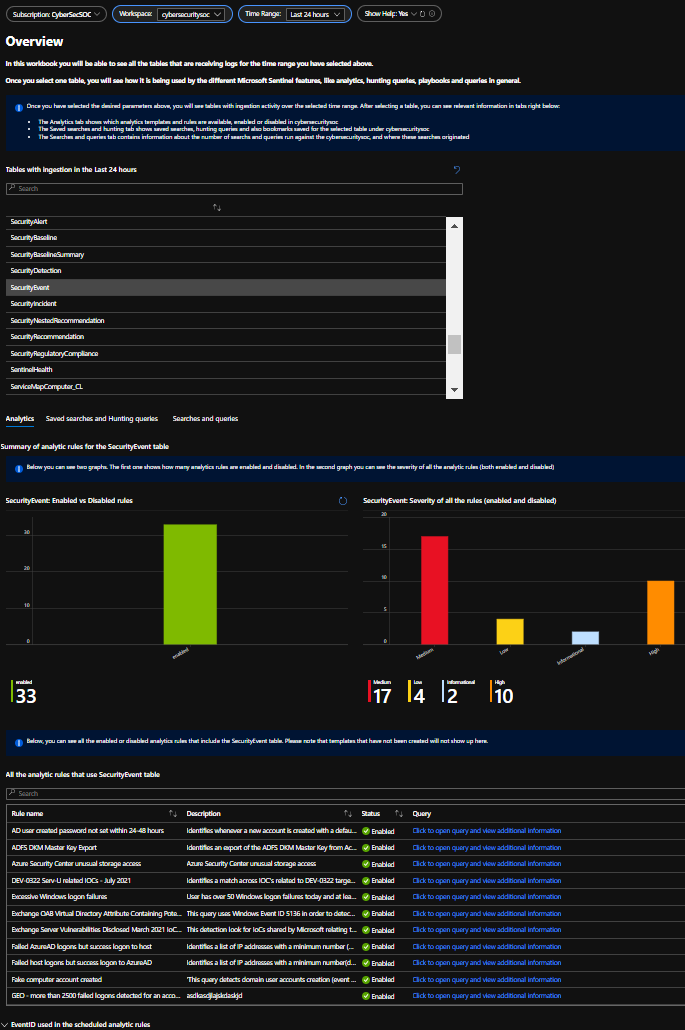 Subscription: CyberSecSOC
Workspace: cybersecuritysoc
Time Range: Last 24 hours
Show Help: Yes
Overview
In this workbook you will be able to see all the tables that are receiving logs for the time range you have selected above.
Once you select one table, you will see how it is being used by the different Microsoft Sentinel features, like analytics, hunting queries, playbooks and queries in general.
Once you have selected the desired parameters above, you will see tables with ingestion activity over the selected time range. After selecting a table, you can see relevant information in tabs right below:
• The Analytics tab shows which analytics templates and rules are available, enabled or disabled in cybersecuritysoc
• The Saved searches and hunting tab shows saved searches, hunting queries and also bookmarks saved for the selected table under cybersecuritysoc
• The Searches and queries tab contains information about the number of searchs and queries run against the cybersecuritysoc, and where these searches originated
Tables with ingestion in the Last 24 hours
Search
SecurityAlert
SecurityBaseline
SecurityBaselineSummary
SecurityDetection
SecurityEvent
SecurityIncident
SecurityNestedRecommendation
SecurityRecommendation
SecurityRegulatoryCompliance
SentinelHealth
ServiceMapComputer_CL
Analytics
Saved searches and Hunting queries
Searches and queries
Summary of analytic rules for the SecurityEvent table
Below you can see two graphs. The first one shows how many analytics rules are enabled and disabled. In the second graph you can see the severity of all the analytic rules (both enabled and disabled)
SecurityEvent: Enabled vs Disabled rules
30
20
10
0
enabled
enabled
33
SecurityEvent: Severity of all the rules (enabled and disabled)
20
15
10
5
0
Medium
Low
Informational
High
Medium
17
Low
4
Informational
2
High
10
Below, you can see all the enabled or disabled analytics rules that include the SecurityEvent table. Please note that templates that have not been created will not show up here.
All the analytic rules that use SecurityEvent table
Search
Rule name Description Status Query
AD user created password not set within 24-48 hours Identifies whenever a new account is created with a defau... Enabled Click to open query and view additional information
ADFS DKM Master Key Export Identifies an export of the ADFS DKM Master Key from Ac... Enabled Click to open query and view additional information
Azure Security Center unusual storage access Azure Security Center unusual storage access Enabled Click to open query and view additional information
DEV-0322 Serv-U related IOCs - July 2021 Identifies a match across IOC's related to DEV-0322 targe... Enabled Click to open query and view additional information
Excessive Windows logon failures User has over 50 Windows logon failures today and at lea... Enabled Click to open query and view additional information
Exchange OAB Virtual Directory Attribute Containing Pote... This query uses Windows Event ID 5136 in order to detec... Enabled Click to open query and view additional information
Exchange Server Vulnerabilities Disclosed March 2021 IoC... This detection look for IoCs shared by Microsoft relating t... Enabled Click to open query and view additional information
Failed AzureAD logons but success logon to host Identifies a list of IP addresses with a minimum number (... Enabled Click to open query and view additional information
Failed host logons but success logon to AzureAD Identifies a list of IP addresses with a minimum number(d... Enabled Click to open query and view additional information
Fake computer account created 'This query detects domain user accounts creation (event ... Enabled Click to open query and view additional information
GEO - more than 2500 failed logons detected for an acco... asdkasdjlajskdaskjd Enabled Click to open query and view additional information
EventID used in the scheduled analytic rules